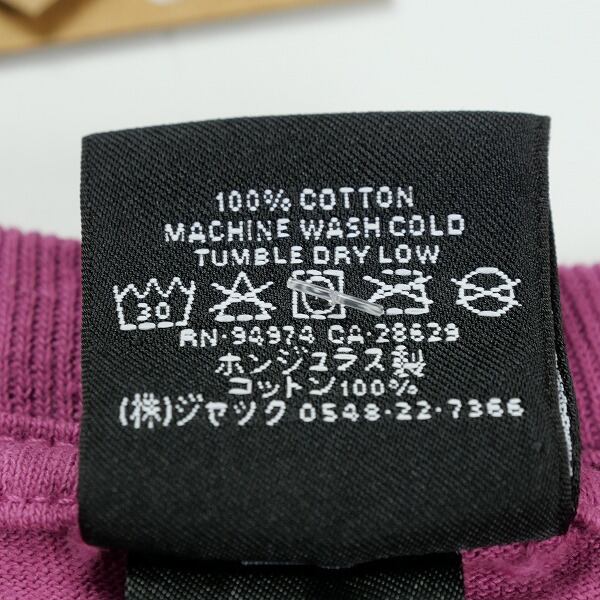 100% COTTON
MACHINE WASH COLD
TUMBLE DRY LOW
30
RN-94974 CA-28629
ホンジュラス製
コットン100%
(株)ジャック 0548-22-7366